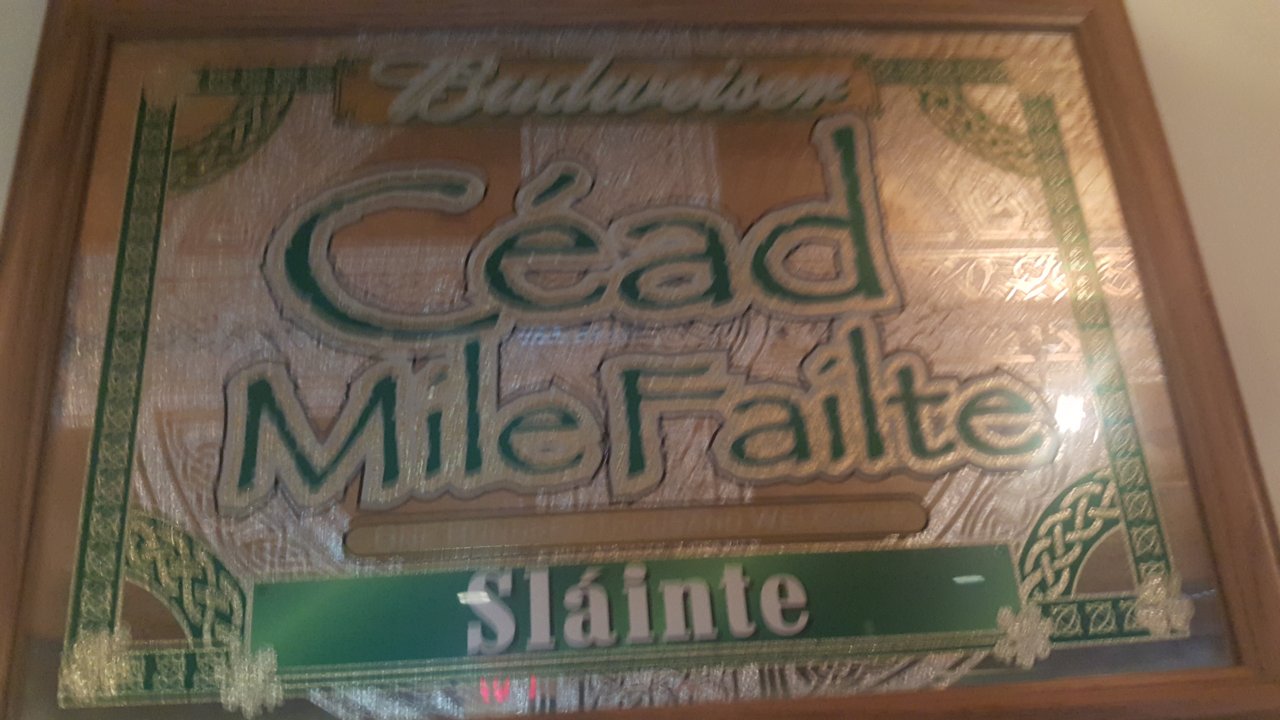 Budweiser
Céad
Míle Fáilte
Sláinte